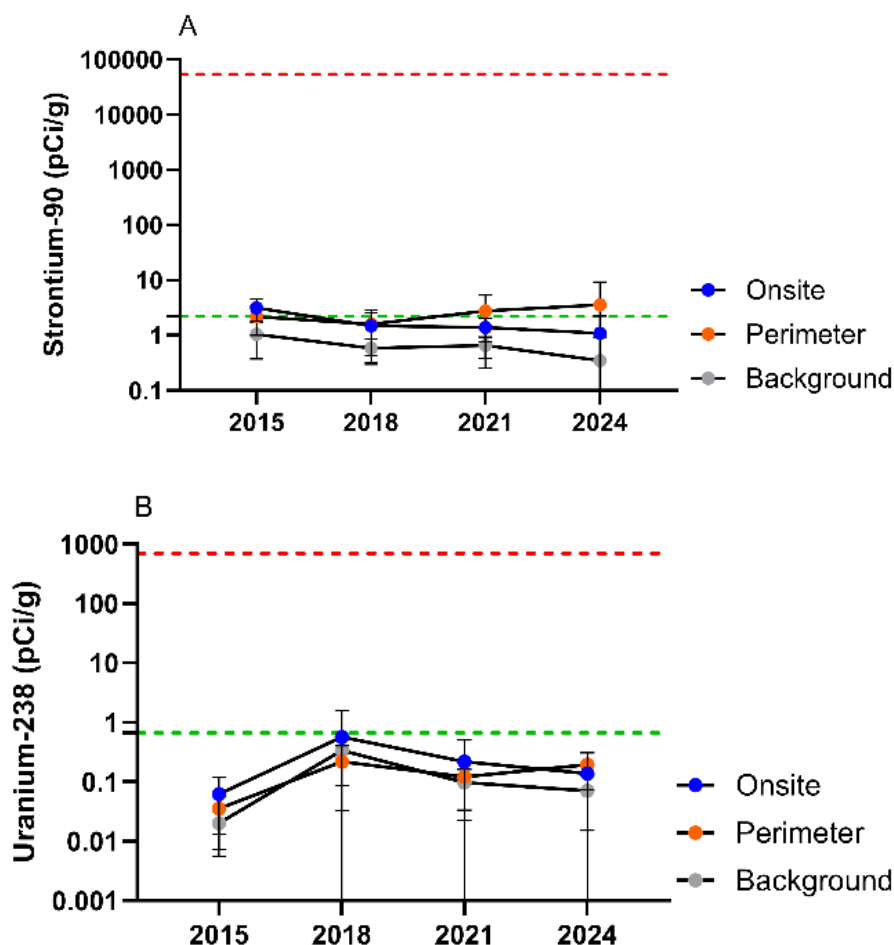 A
Strontium-90 (pCi/g)
100000
10000
1000
100
10
1
0.1
2015 2018 2021 2024
Onsite
Perimeter
Background
B
Uranium-238 (pCi/g)
1000
100
10
1
0.1
0.01
0.001
2015 2018 2021 2024
Onsite
Perimeter
Background